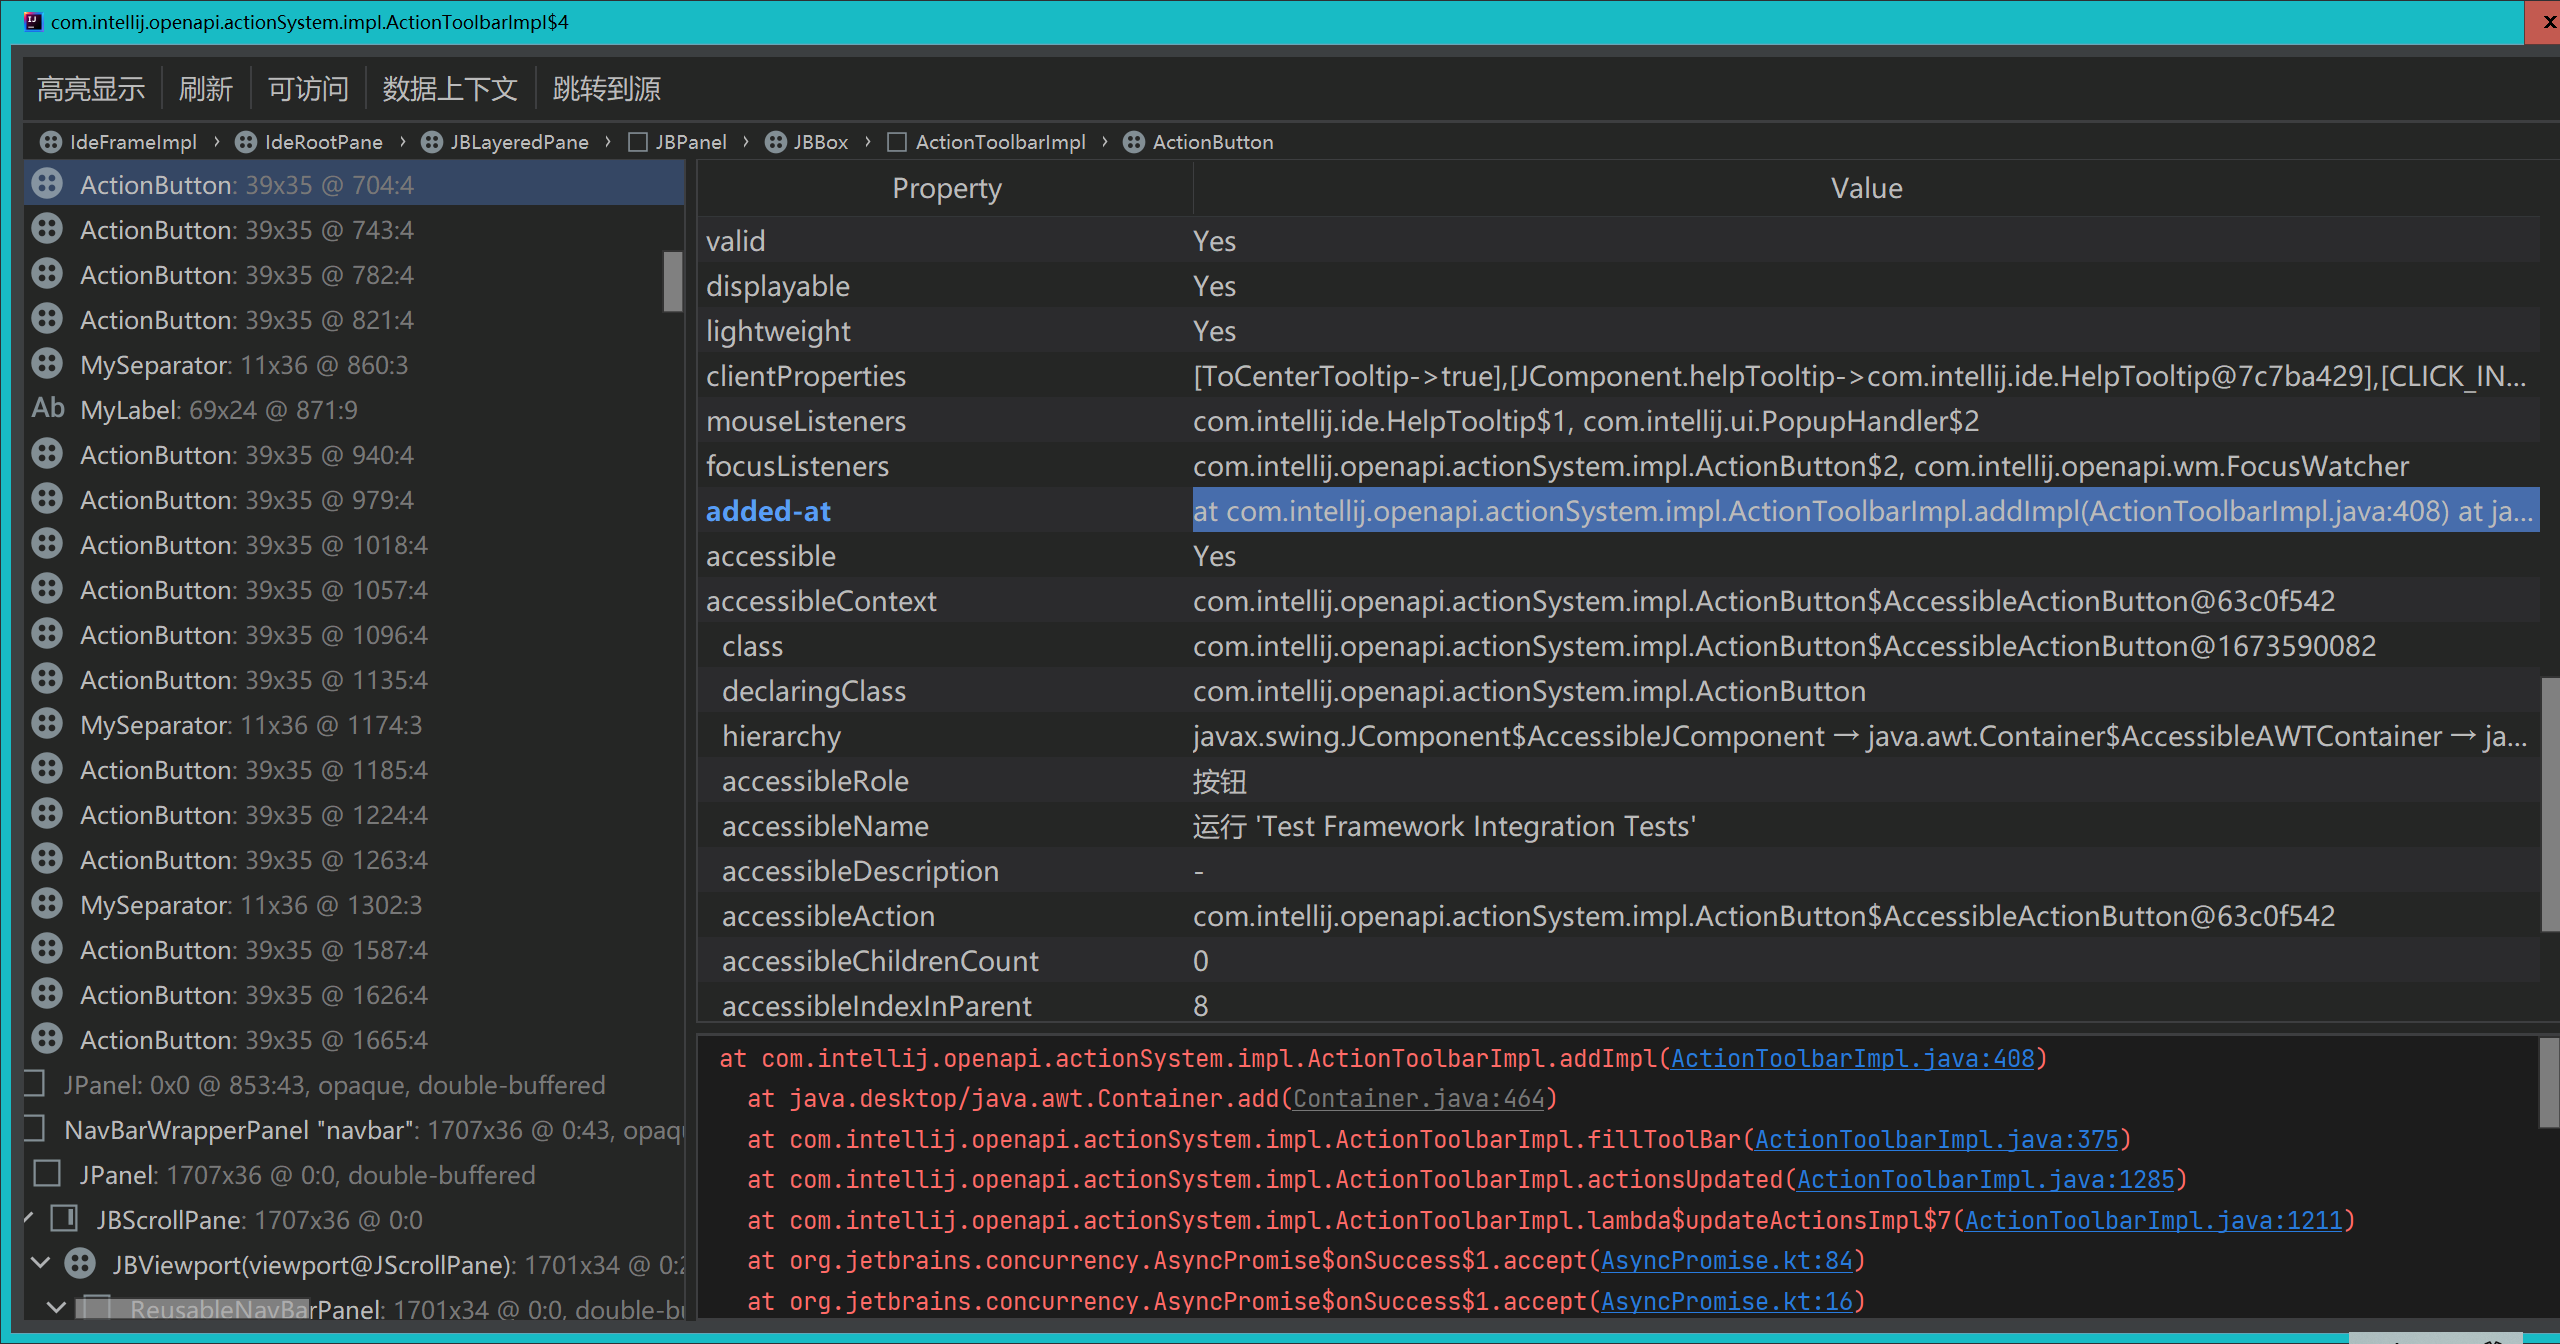 com.intellij.openapi.actionSystem.impl.ActionToolbarImpl$4
高亮显示 刷新 可访问 数据上下文 跳转到源
IdeFrameImpl › IdeRootPane › JBLayeredPane › JBPanel › JBBox › ActionToolbarImpl › ActionButton
ActionButton: 39x35 @ 704:4
ActionButton: 39x35 @ 743:4
ActionButton: 39x35 @ 782:4
ActionButton: 39x35 @ 821:4
MySeparator: 11x36 @ 860:3
Ab MyLabel: 69x24 @ 871:9
ActionButton: 39x35 @ 940:4
ActionButton: 39x35 @ 979:4
ActionButton: 39x35 @ 1018:4
ActionButton: 39x35 @ 1057:4
ActionButton: 39x35 @ 1096:4
ActionButton: 39x35 @ 1135:4
MySeparator: 11x36 @ 1174:3
ActionButton: 39x35 @ 1185:4
ActionButton: 39x35 @ 1224:4
ActionButton: 39x35 @ 1263:4
MySeparator: 11x36 @ 1302:3
ActionButton: 39x35 @ 1587:4
ActionButton: 39x35 @ 1626:4
ActionButton: 39x35 @ 1665:4
JPanel: 0x0 @ 853:43, opaque, double-buffered
NavBarWrapperPanel "navbar": 1707x36 @ 0:43, opaq
JPanel: 1707x36 @ 0:0, double-buffered
JBScrollPane: 1707x36 @ 0:0
JBViewport(viewport@JScrollPane): 1701x34 @ 0:2
ReusableNavBarPanel: 1701x34 @ 0:0, double-bu
Property Value
valid Yes
displayable Yes
lightweight Yes
clientProperties [ToCenterTooltip->true],[JComponent.helpTooltip->com.intellij.ide.HelpTooltip@7c7ba429],[CLICK_IN...
mouseListeners com.intellij.ide.HelpTooltip$1, com.intellij.ui.PopupHandler$2
focusListeners com.intellij.openapi.actionSystem.impl.ActionButton$2, com.intellij.openapi.wm.FocusWatcher
added-at at com.intellij.openapi.actionSystem.impl.ActionToolbarImpl.addImpl(ActionToolbarImpl.java:408) at ja...
accessible Yes
accessibleContext com.intellij.openapi.actionSystem.impl.ActionButton$AccessibleActionButton@63c0f542
class com.intellij.openapi.actionSystem.impl.ActionButton$AccessibleActionButton@1673590082
declaringClass com.intellij.openapi.actionSystem.impl.ActionButton
hierarchy javax.swing.JComponent$AccessibleJComponent → java.awt.Container$AccessibleAWTContainer → ja...
accessibleRole 按钮
accessibleName 运行 'Test Framework Integration Tests'
accessibleDescription -
accessibleAction com.intellij.openapi.actionSystem.impl.ActionButton$AccessibleActionButton@63c0f542
accessibleChildrenCount 0
accessibleIndexInParent 8
at com.intellij.openapi.actionSystem.impl.ActionToolbarImpl.addImpl(ActionToolbarImpl.java:408)
at java.desktop/java.awt.Container.add(Container.java:464)
at com.intellij.openapi.actionSystem.impl.ActionToolbarImpl.fillToolBar(ActionToolbarImpl.java:375)
at com.intellij.openapi.actionSystem.impl.ActionToolbarImpl.actionsUpdated(ActionToolbarImpl.java:1285)
at com.intellij.openapi.actionSystem.impl.ActionToolbarImpl.lambda$updateActionsImpl$7(ActionToolbarImpl.java:1211)
at org.jetbrains.concurrency.AsyncPromise$onSuccess$1.accept(AsyncPromise.kt:84)
at org.jetbrains.concurrency.AsyncPromise$onSuccess$1.accept(AsyncPromise.kt:16)